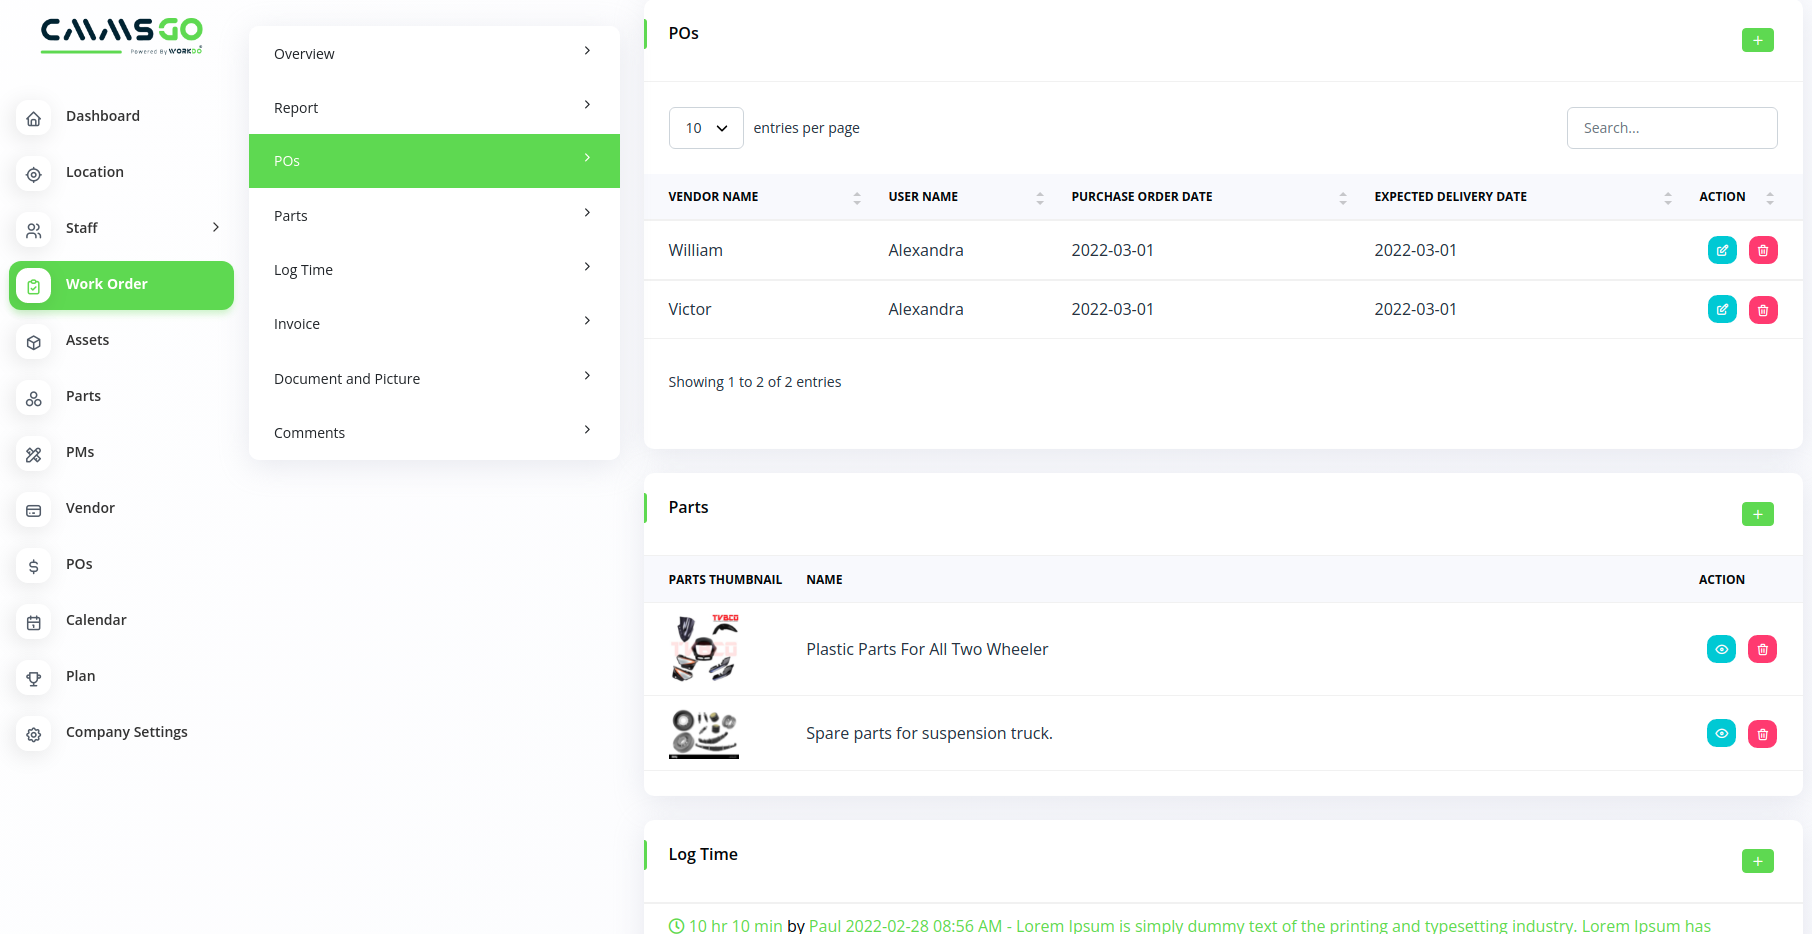 CMMSGO
Powered By WORKDO
Dashboard
Location
Staff
Work Order
Assets
Parts
PMs
Vendor
POs
Calendar
Plan
Company Settings
Overview
Report
POs
Parts
Log Time
Invoice
Document and Picture
Comments
POs
+
10 entries per page
Search...
VENDOR NAME USER NAME PURCHASE ORDER DATE EXPECTED DELIVERY DATE ACTION
William Alexandra 2022-03-01 2022-03-01
Victor Alexandra 2022-03-01 2022-03-01
Showing 1 to 2 of 2 entries
Parts
+
PARTS THUMBNAIL NAME ACTION
Plastic Parts For All Two Wheeler
Spare parts for suspension truck.
Log Time
+
10 hr 10 min by Paul 2022-02-28 08:56 AM - Lorem Ipsum is simply dummy text of the printing and typesetting industry. Lorem Ipsum has